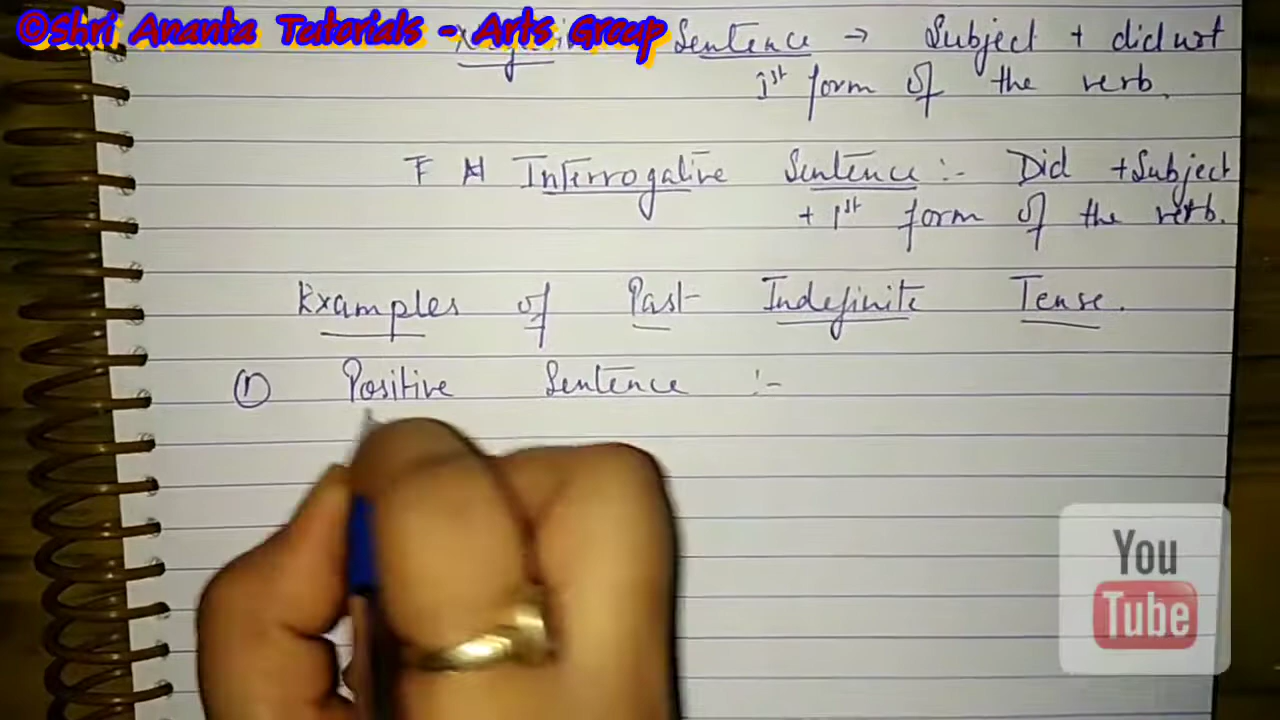 ©Shri Ananta Tutorials - Arts Group
Sentence → Subject + did not
1st form of the verb.
Interrogative Sentence :- Did + Subject
+ 1st form of the verb.
Examples of Past Indefinite Tense.
① Positive Sentence :-
You
Tube